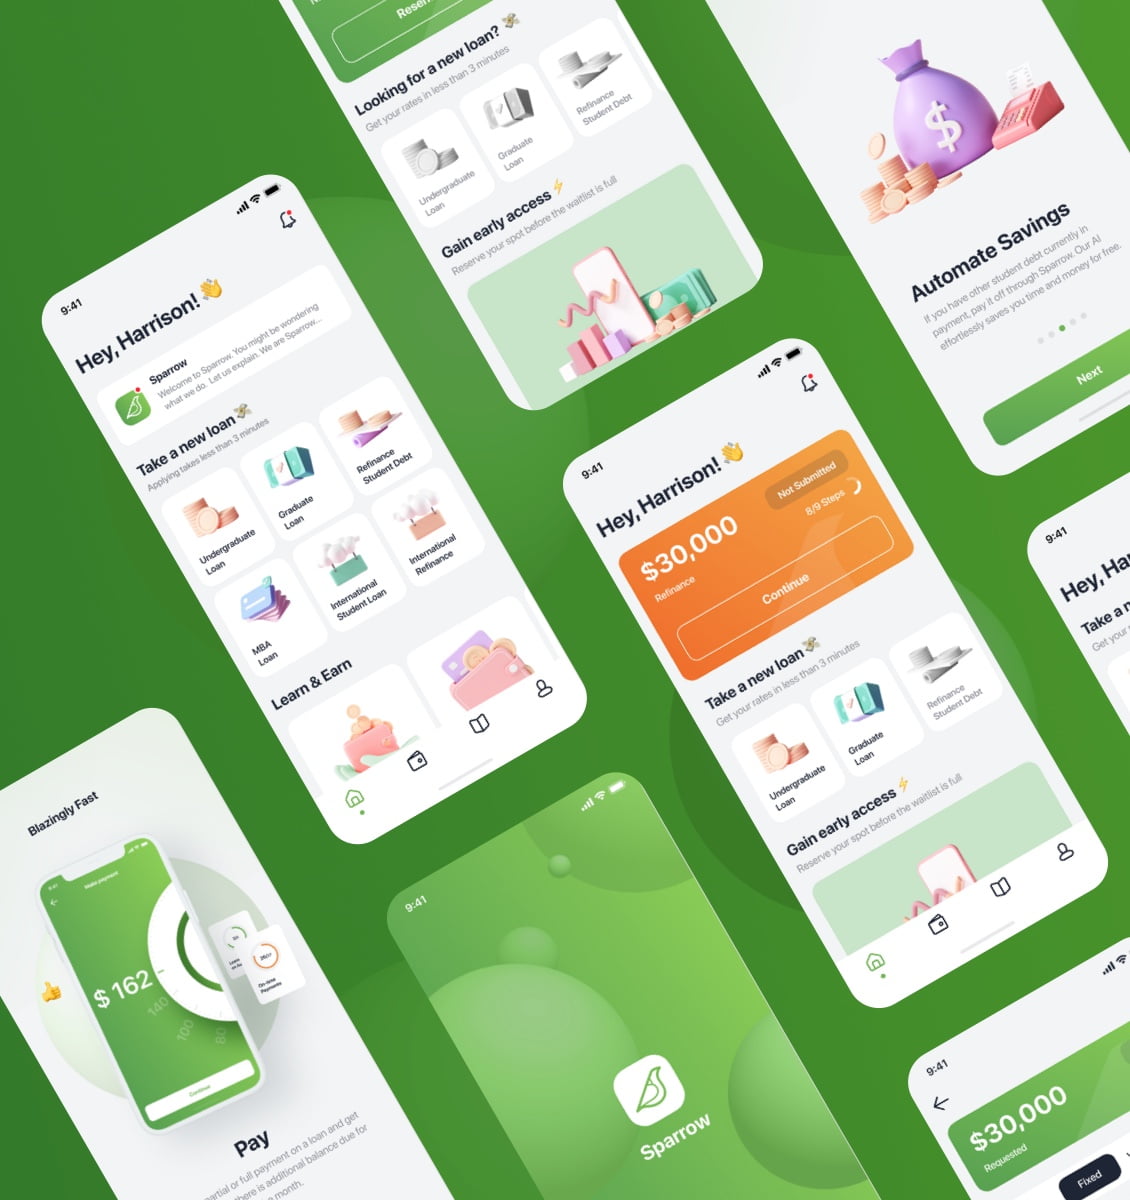 Looking for a new loan? 💸
Get your rates in less than 3 minutes
Undergraduate
Loan
Graduate
Loan
Refinance
Student Debt
Gain early access ⚡
Reserve your spot before the waitlist is full
Automate Savings
If you have other student debt currently in
payment, pay it off through Sparrow. Our AI
effortlessly saves you time and money for free.
Next
9:41
Hey, Harrison! 👋
Sparrow
Welcome to Sparrow. You might be wondering
what we do. Let us explain. We are Sparrow...
Take a new loan 💸
Applying takes less than 3 minutes
Undergraduate
Loan
Graduate
Loan
Refinance
Student Debt
MBA
Loan
International
Student Loan
International
Refinance
Learn & Earn
9:41
Hey, Harrison! 👋
$30,000
Refinance
Not Submitted
8/9 Steps
Continue
Take a new loan 💸
Get your rates in less than 3 minutes
Undergraduate
Loan
Graduate
Loan
Refinance
Student Debt
Gain early access ⚡
Reserve your spot before the waitlist is full
9:41
Take a n
Get your r
Blazingly Fast
9:41
Make payment
$ 162
140
100
80
On-time
Payments
Continue
Pay
partial or full payment on a loan and get
there is additional balance due for
month.
9:41
Sparrow
9:41
$30,000
Requested
Fixed